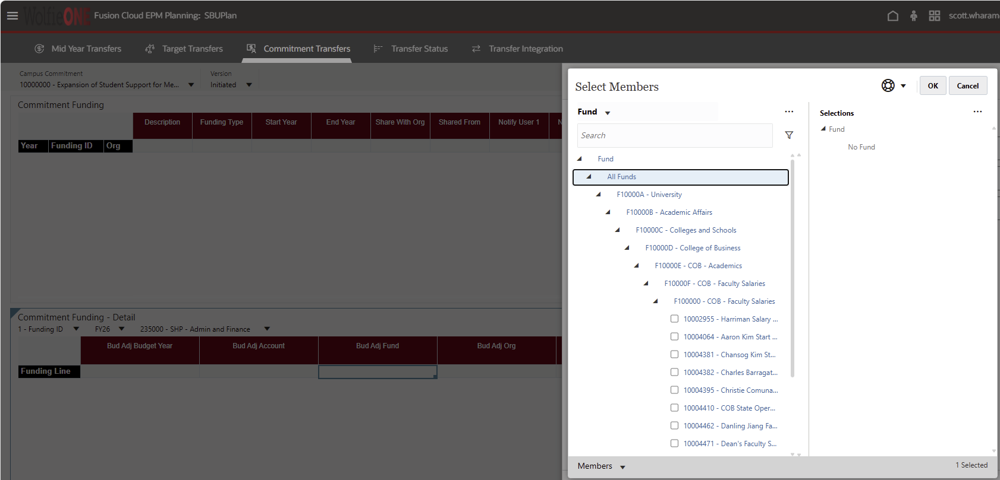 WolfieONE Fusion Cloud EPM Planning: SBUPlan
scott.wharam
Mid Year Transfers Target Transfers Commitment Transfers Transfer Status Transfer Integration
Campus Commitment Version
10000000 - Expansion of Student Support for Me... Initiated
Commitment Funding
Description Funding Type Start Year End Year Share With Org Shared From Notify User 1 N
Year Funding ID Org
Commitment Funding - Detail
1 - Funding ID FY26 235000 - SHP - Admin and Finance
Bud Adj Budget Year Bud Adj Account Bud Adj Fund Bud Adj Org
Funding Line
Select Members
OK Cancel
Fund ...
Search
Fund
All Funds
F10000A - University
F10000B - Academic Affairs
F10000C - Colleges and Schools
F10000D - College of Business
F10000E - COB - Academics
F10000F - COB - Faculty Salaries
F100000 - COB - Faculty Salaries
10002955 - Harriman Salary ...
10004064 - Aaron Kim Start ...
10004381 - Chansog Kim St...
10004382 - Charles Barragat...
10004395 - Christie Comuna...
10004410 - COB State Oper...
10004462 - Danling Jiang Fa...
10004471 - Dean's Faculty S...
Members
Selections ...
Fund
No Fund
1 Selected